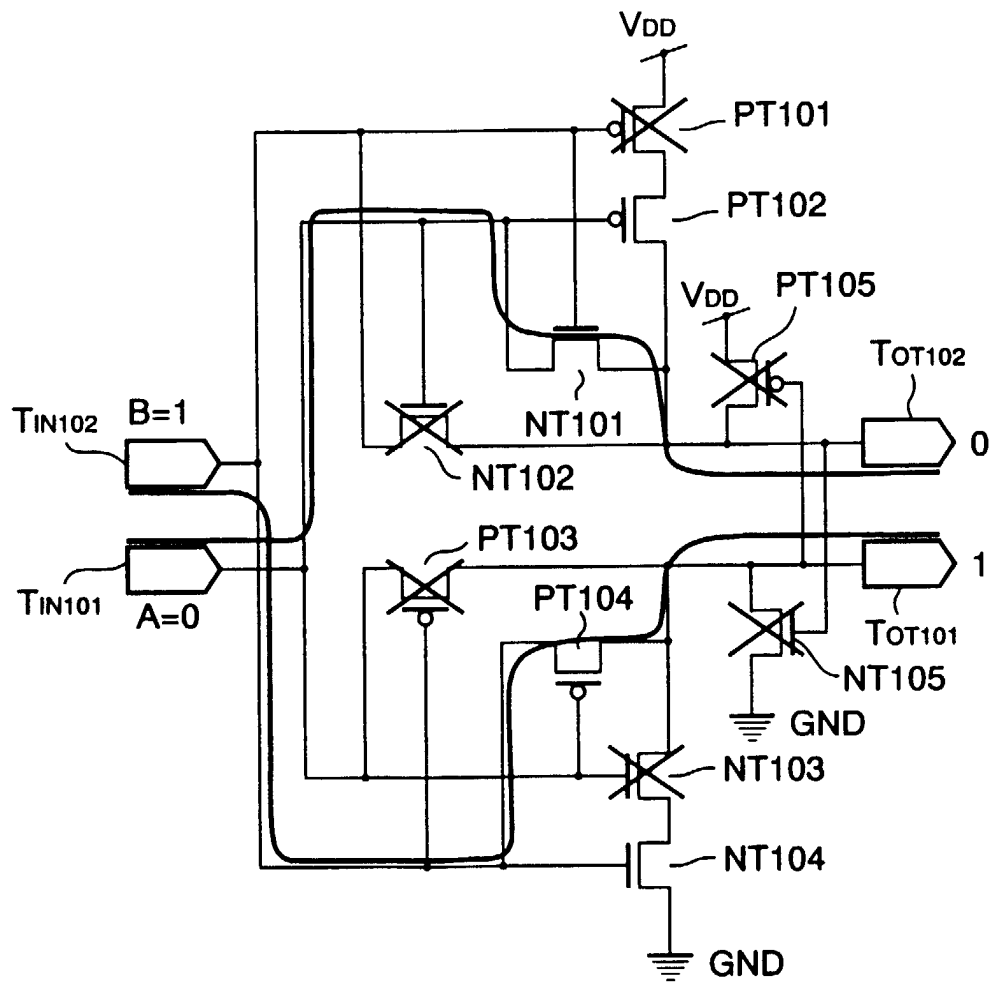 VDD
PT101
PT102
VDD
PT105
TOT102
TIN102
B=1
NT101
0
NT102
PT103
TIN101
A=0
PT104
1
TOT101
NT105
GND
NT103
NT104
GND